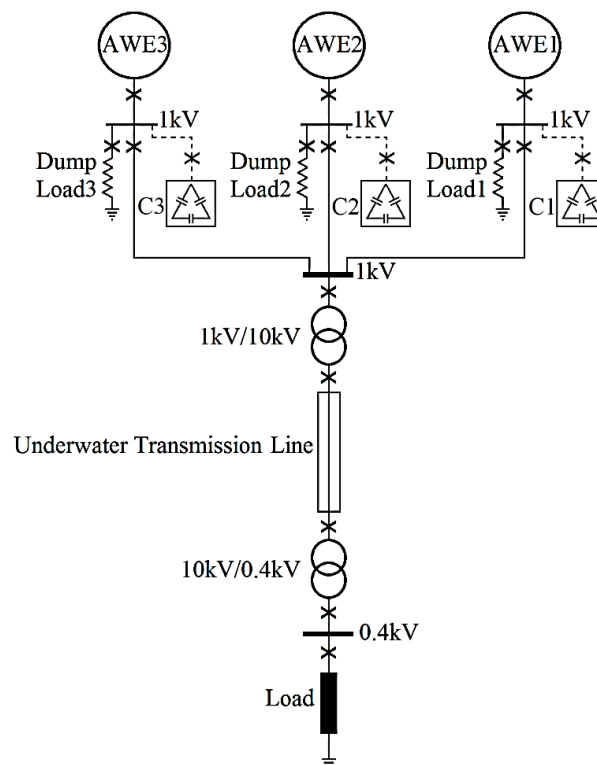 AWE3 AWE2 AWE1
1kV 1kV 1kV
Dump Load3
Dump Load2
Dump Load1
C3 C2 C1
1kV
1kV/10kV
Underwater Transmission Line
10kV/0.4kV
0.4kV
Load